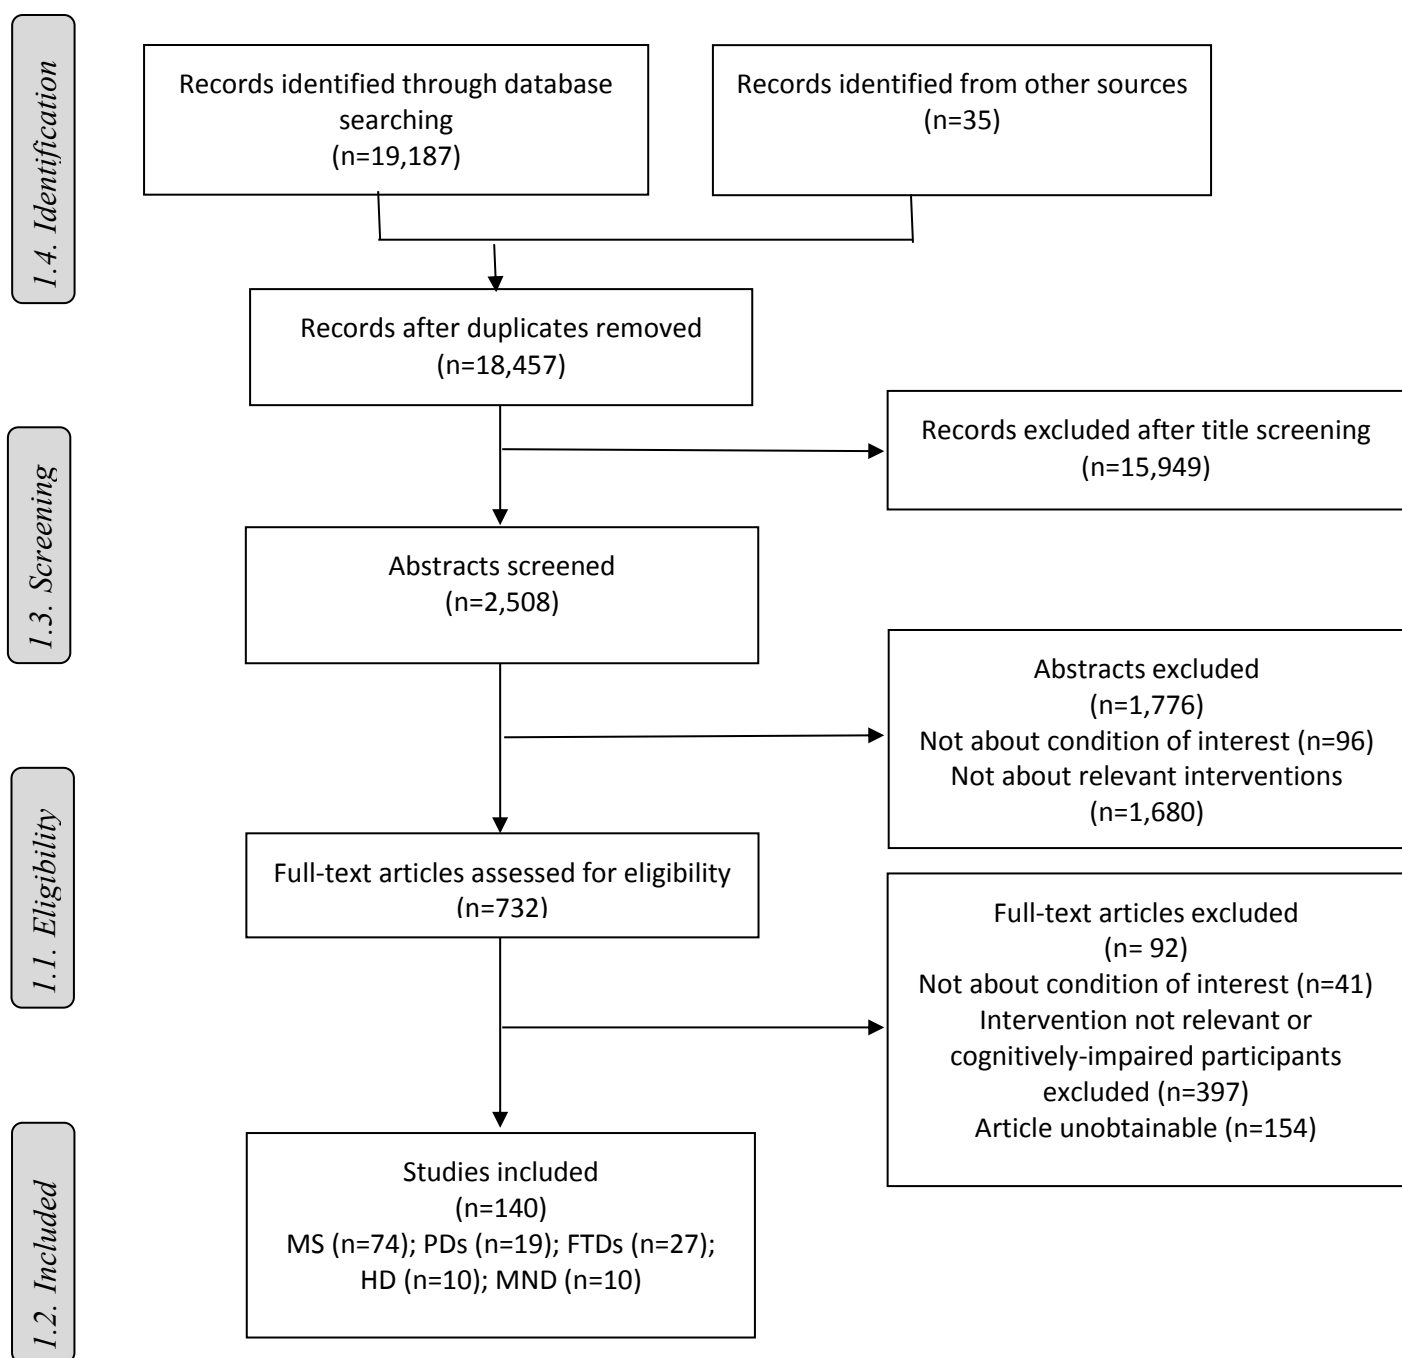 1.4. Identification
Records identified through database
searching
(n=19,187)
Records identified from other sources
(n=35)
Records after duplicates removed
(n=18,457)
Records excluded after title screening
(n=15,949)
1.3. Screening
Abstracts screened
(n=2,508)
Abstracts excluded
(n=1,776)
Not about condition of interest (n=96)
Not about relevant interventions
(n=1,680)
1.1. Eligibility
Full-text articles assessed for eligibility
(n=732)
Full-text articles excluded
(n= 92)
Not about condition of interest (n=41)
Intervention not relevant or
cognitively-impaired participants
excluded (n=397)
Article unobtainable (n=154)
1.2. Included
Studies included
(n=140)
MS (n=74); PDs (n=19); FTDs (n=27);
HD (n=10); MND (n=10)